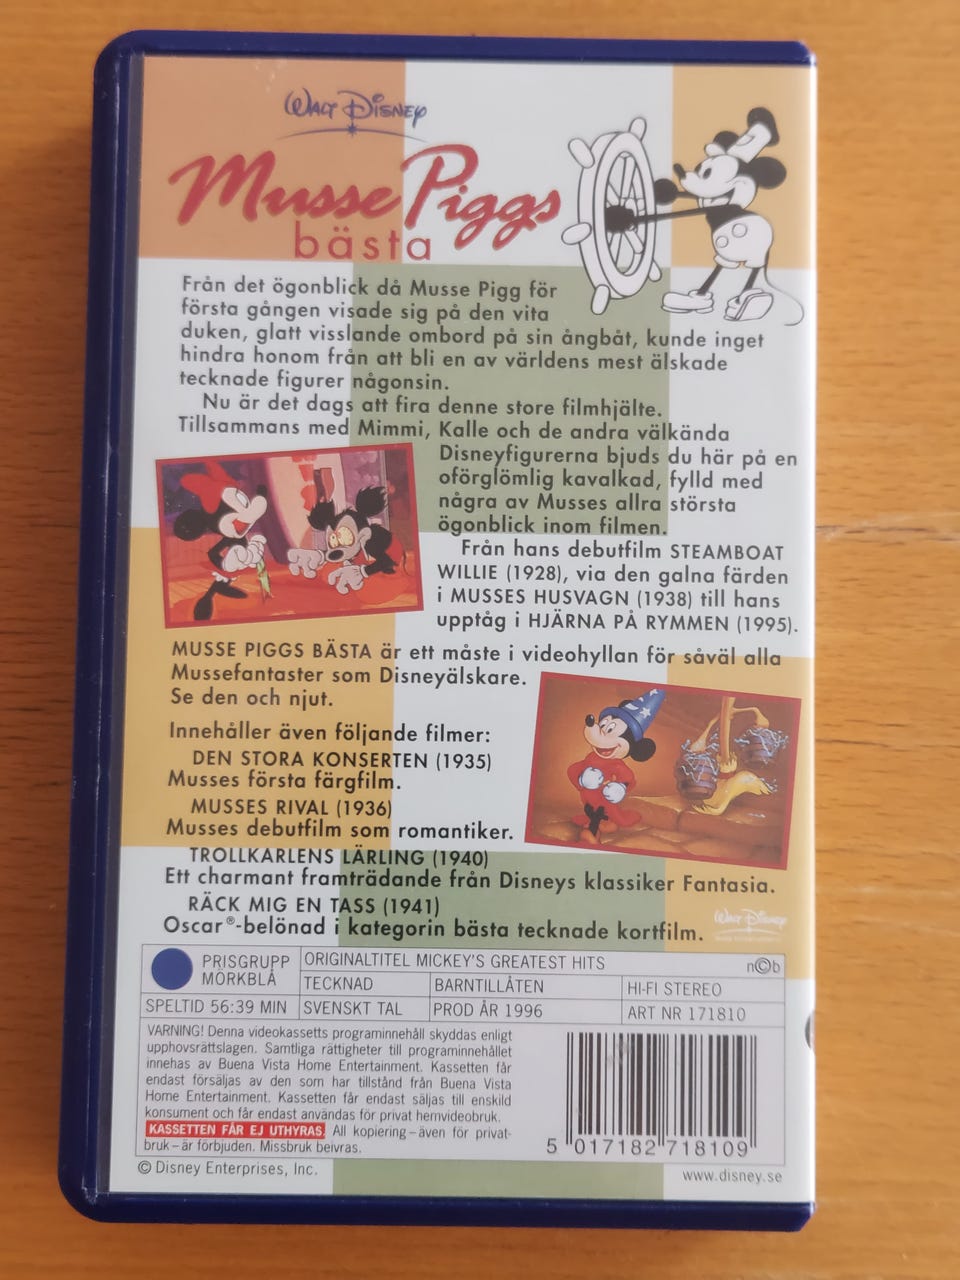 Walt Disney
Musse Piggs
bästa
Från det ögonblick då Musse Pigg för
första gången visade sig på den vita
duken, glatt visslande ombord på sin ångbåt, kunde inget
hindra honom från att bli en av världens mest älskade
tecknade figurer någonsin.
Nu är det dags att fira denne store filmhjälte.
Tillsammans med Mimmi, Kalle och de andra välkända
Disneyfigurerna bjuds du här på en
oförglömlig kavalkad, fylld med
några av Musses allra största
ögonblick inom filmen.
Från hans debutfilm STEAMBOAT
WILLIE (1928), via den galna färden
i MUSSES HUSVAGN (1938) till hans
upptåg i HJÄRNA PÅ RYMMEN (1995).
MUSSE PIGGS BÄSTA är ett måste i videohyllan för såväl alla
Mussefantaster som Disneyälskare.
Se den och njut.
Innehåller även följande filmer:
DEN STORA KONSERTEN (1935)
Musses första färgfilm.
MUSSES RIVAL (1936)
Musses debutfilm som romantiker.
TROLLKARLENS LÄRLING (1940)
Ett charmant framträdande från Disneys klassiker Fantasia.
RÄCK MIG EN TASS (1941)
Oscar®-belönad i kategorin bästa tecknade kortfilm.
Walt Disney
PRISGRUPP
MÖRKBLÅ
ORIGINALTITEL MICKEY'S GREATEST HITS
n©b
TECKNAD
BARNTILLÅTEN
HI-FI STEREO
SPELTID 56:39 MIN
SVENSKT TAL
PROD ÅR 1996
ART NR 171810
VARNING! Denna videokassetts programinnehåll skyddas enligt
upphovsrättslagen. Samtliga rättigheter till programinnehållet
innehas av Buena Vista Home Entertainment. Kassetten får
endast försäljas av den som har tillstånd från Buena Vista
Home Entertainment. Kassetten får endast säljas till enskild
konsument och får endast användas för privat hemvideobruk.
KASSETTEN FÅR EJ UTHYRAS. All kopiering – även för privat-
bruk – är förbjuden. Missbruk beivras.
5 017182 718109
© Disney Enterprises, Inc.
www.disney.se